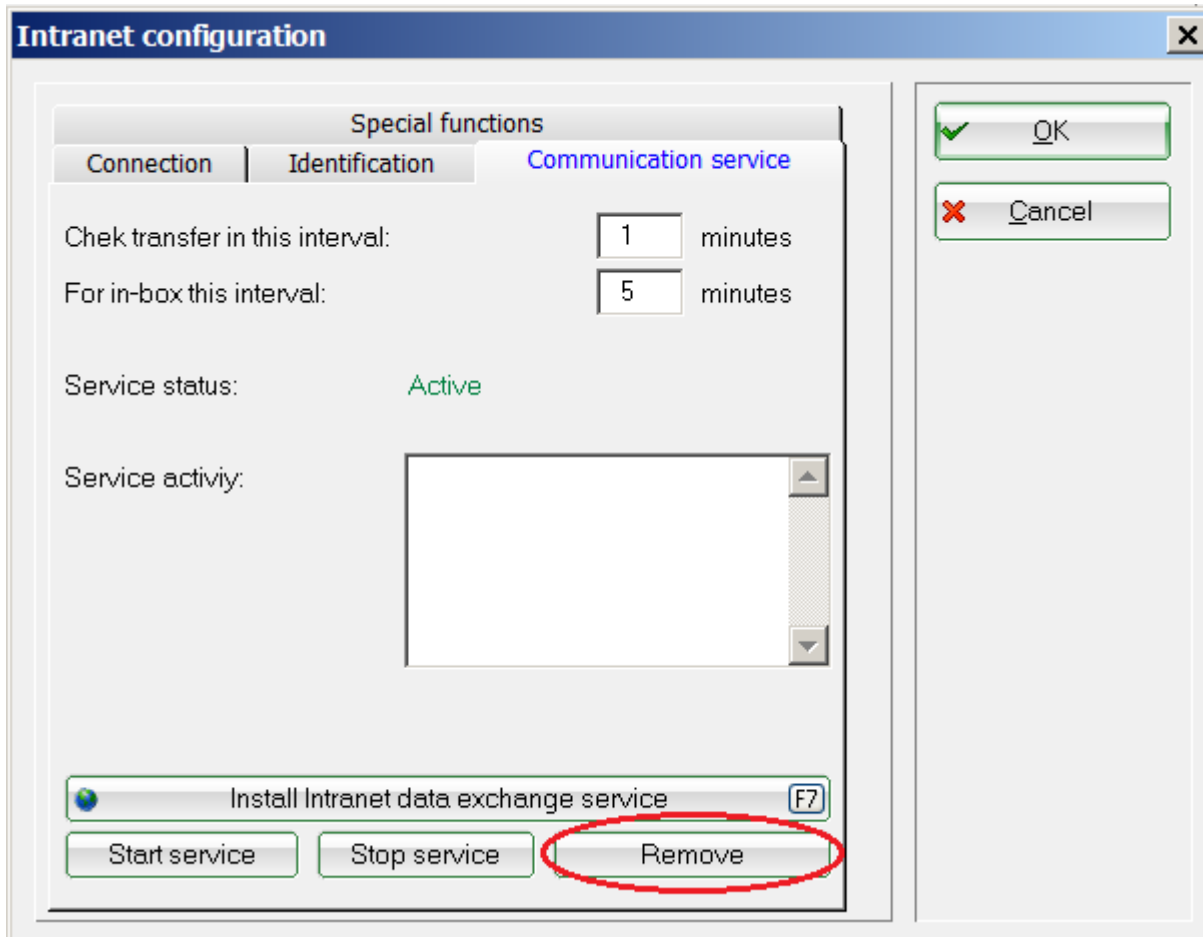 Intranet configuration
Special functions
Connection Identification Communication service
Chek transfer in this interval: 1 minutes
For in-box this interval: 5 minutes
Service status: Active
Service activiy:
Install Intranet data exchange service F7
Start service Stop service Remove
OK
Cancel